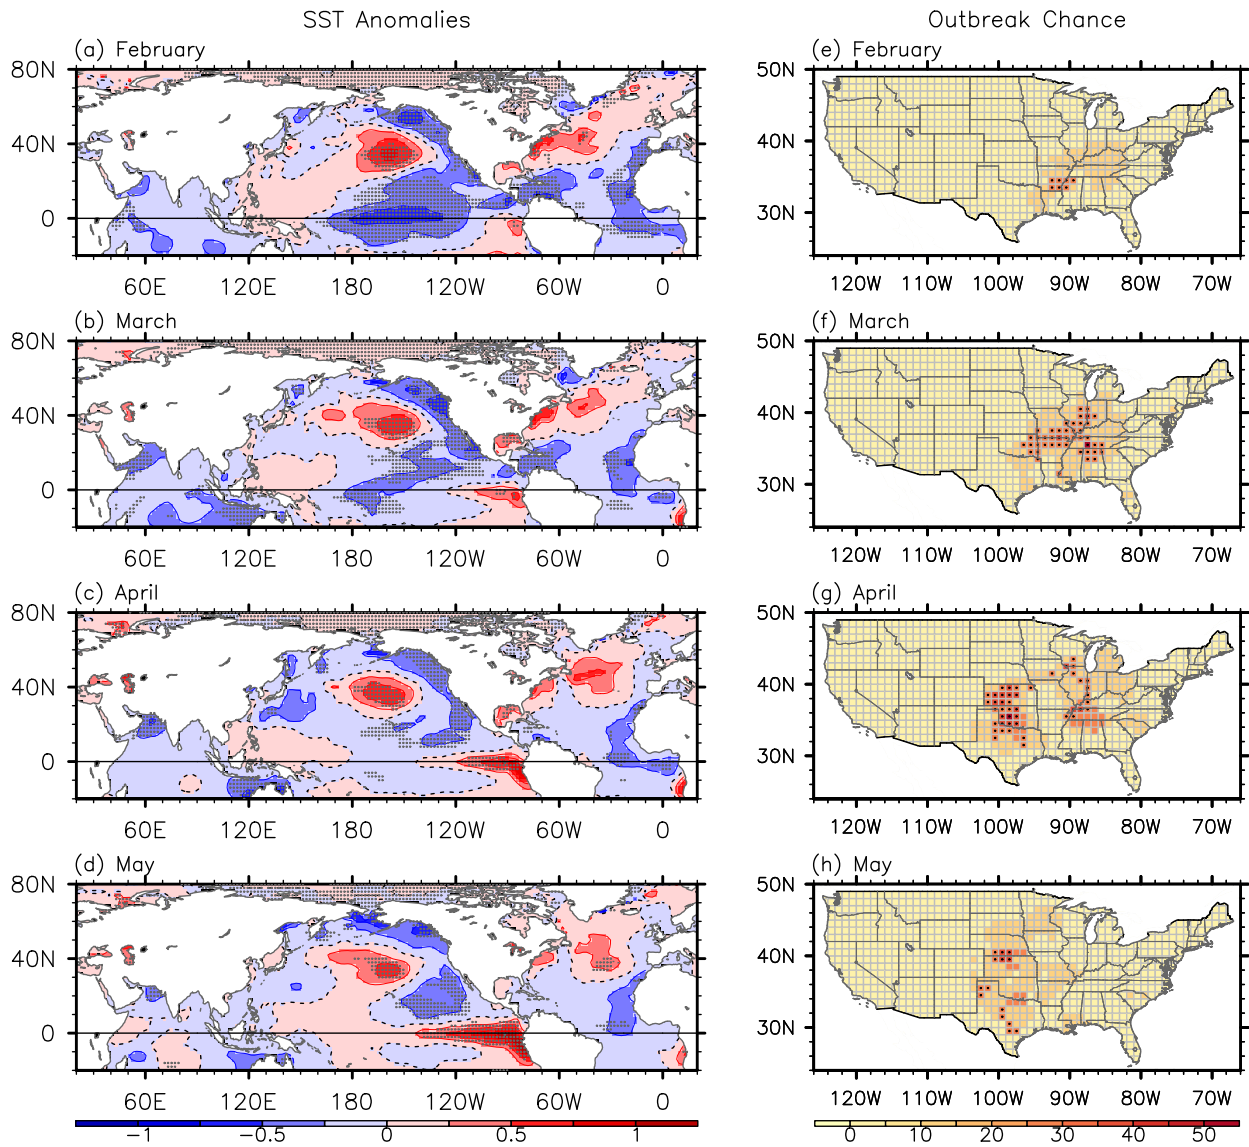 SST Anomalies
Outbreak Chance
(a) February
80N
40N
0
60E 120E 180 120W 60W 0
(e) February
50N
40N
30N
120W 110W 100W 90W 80W 70W
(b) March
80N
40N
0
60E 120E 180 120W 60W 0
(f) March
50N
40N
30N
120W 110W 100W 90W 80W 70W
(c) April
80N
40N
0
60E 120E 180 120W 60W 0
(g) April
50N
40N
30N
120W 110W 100W 90W 80W 70W
(d) May
80N
40N
0
60E 120E 180 120W 60W 0
(h) May
50N
40N
30N
120W 110W 100W 90W 80W 70W
−1 −0.5 0 0.5 1
0 10 20 30 40 50